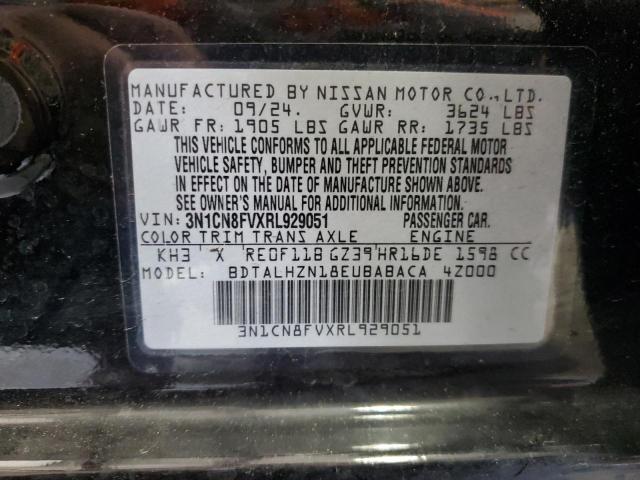 MANUFACTURED BY NISSAN MOTOR CO., LTD.
DATE: 09/24. GVWR: 3624 LBS
GAWR FR: 1905 LBS GAWR RR: 1735 LBS
THIS VEHICLE CONFORMS TO ALL APPLICABLE FEDERAL MOTOR
VEHICLE SAFETY, BUMPER AND THEFT PREVENTION STANDARDS
IN EFFECT ON THE DATE OF MANUFACTURE SHOWN ABOVE.
SEE OWNER'S MANUAL FOR ADDITIONAL INFORMATION.
VIN: 3N1CN8FVXRL929051 PASSENGER CAR.
COLOR TRIM TRANS AXLE ENGINE
KH3 X RE0F11B GZ39 HR16DE 1598 CC
MODEL: BDTALHZN18EUBABACA 4Z000
3N1CN8FVXRL929051